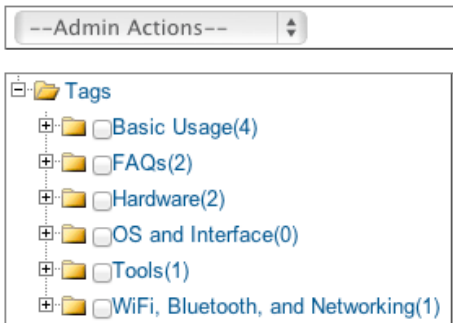 --Admin Actions--
Tags
Basic Usage(4)
FAQs(2)
Hardware(2)
OS and Interface(0)
Tools(1)
WiFi, Bluetooth, and Networking(1)